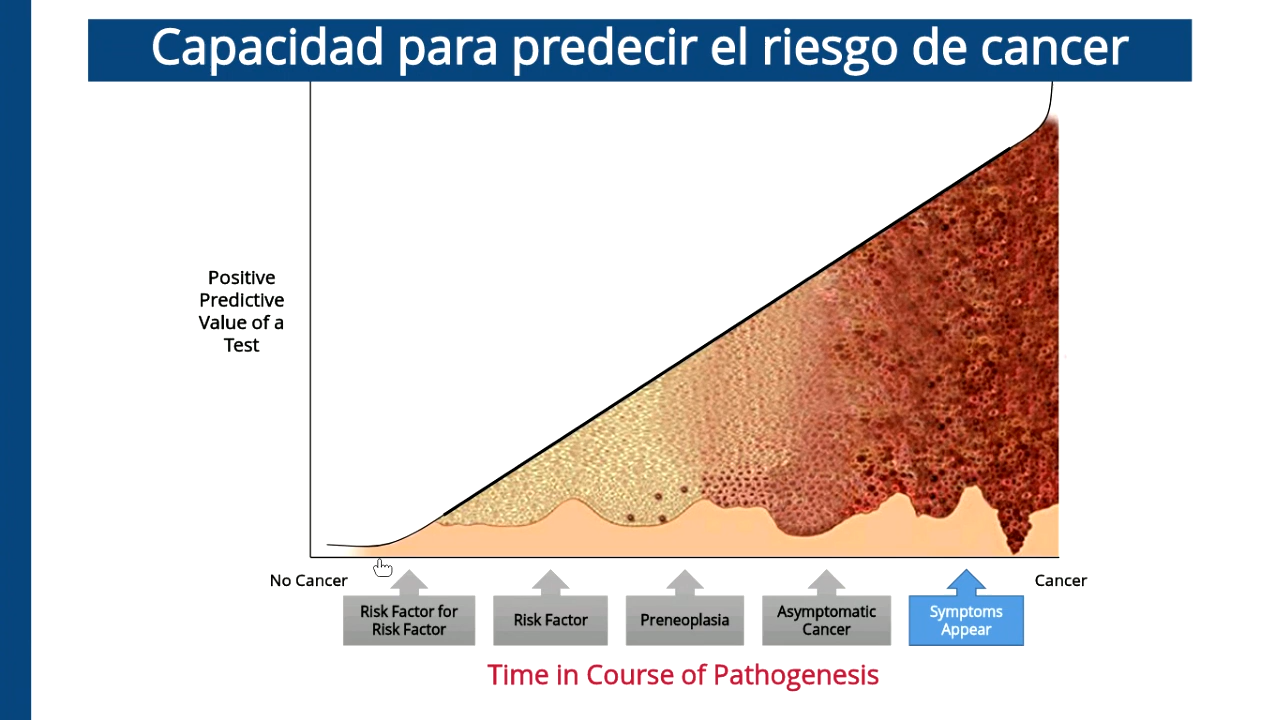 Capacidad para predecir el riesgo de cancer
Positive
Predictive
Value of a
Test
No Cancer
Cancer
Risk Factor for
Risk Factor
Risk Factor
Preneoplasia
Asymptomatic
Cancer
Symptoms
Appear
Time in Course of Pathogenesis